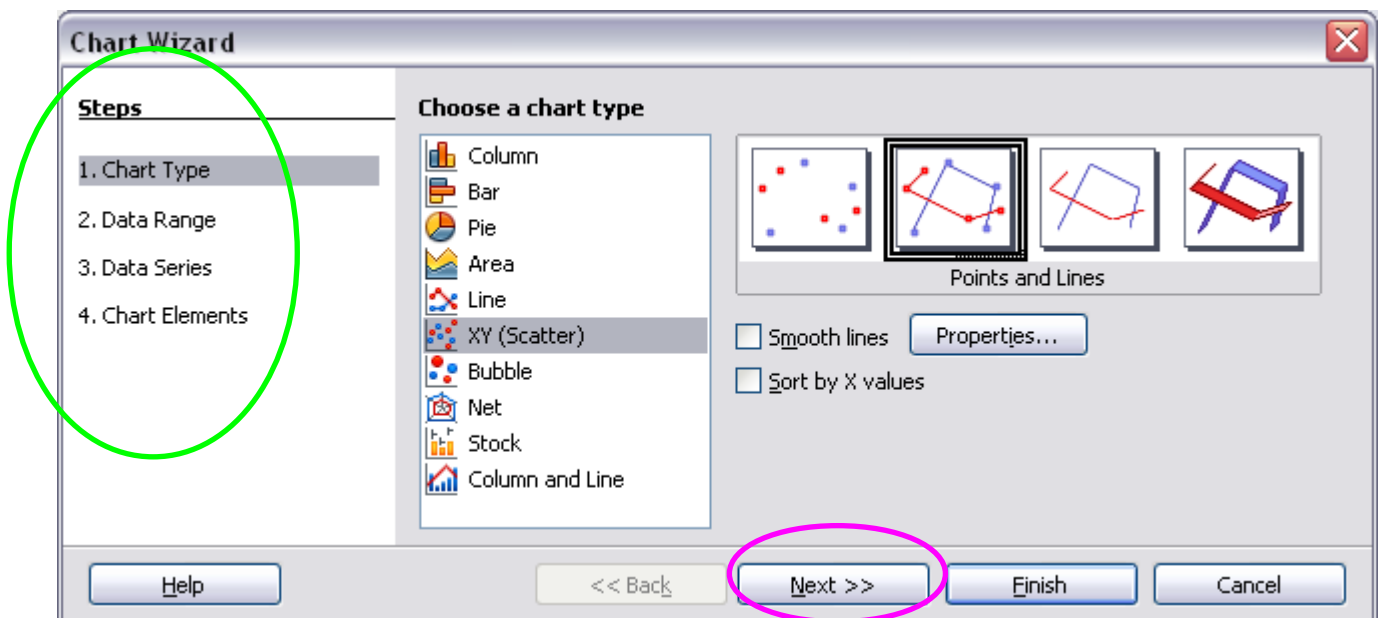 Chart Wizard
Steps
1. Chart Type
2. Data Range
3. Data Series
4. Chart Elements
Choose a chart type
Column
Bar
Pie
Area
Line
XY (Scatter)
Bubble
Net
Stock
Column and Line
Points and Lines
Smooth lines
Properties...
Sort by X values
Help
<< Back
Next >>
Finish
Cancel